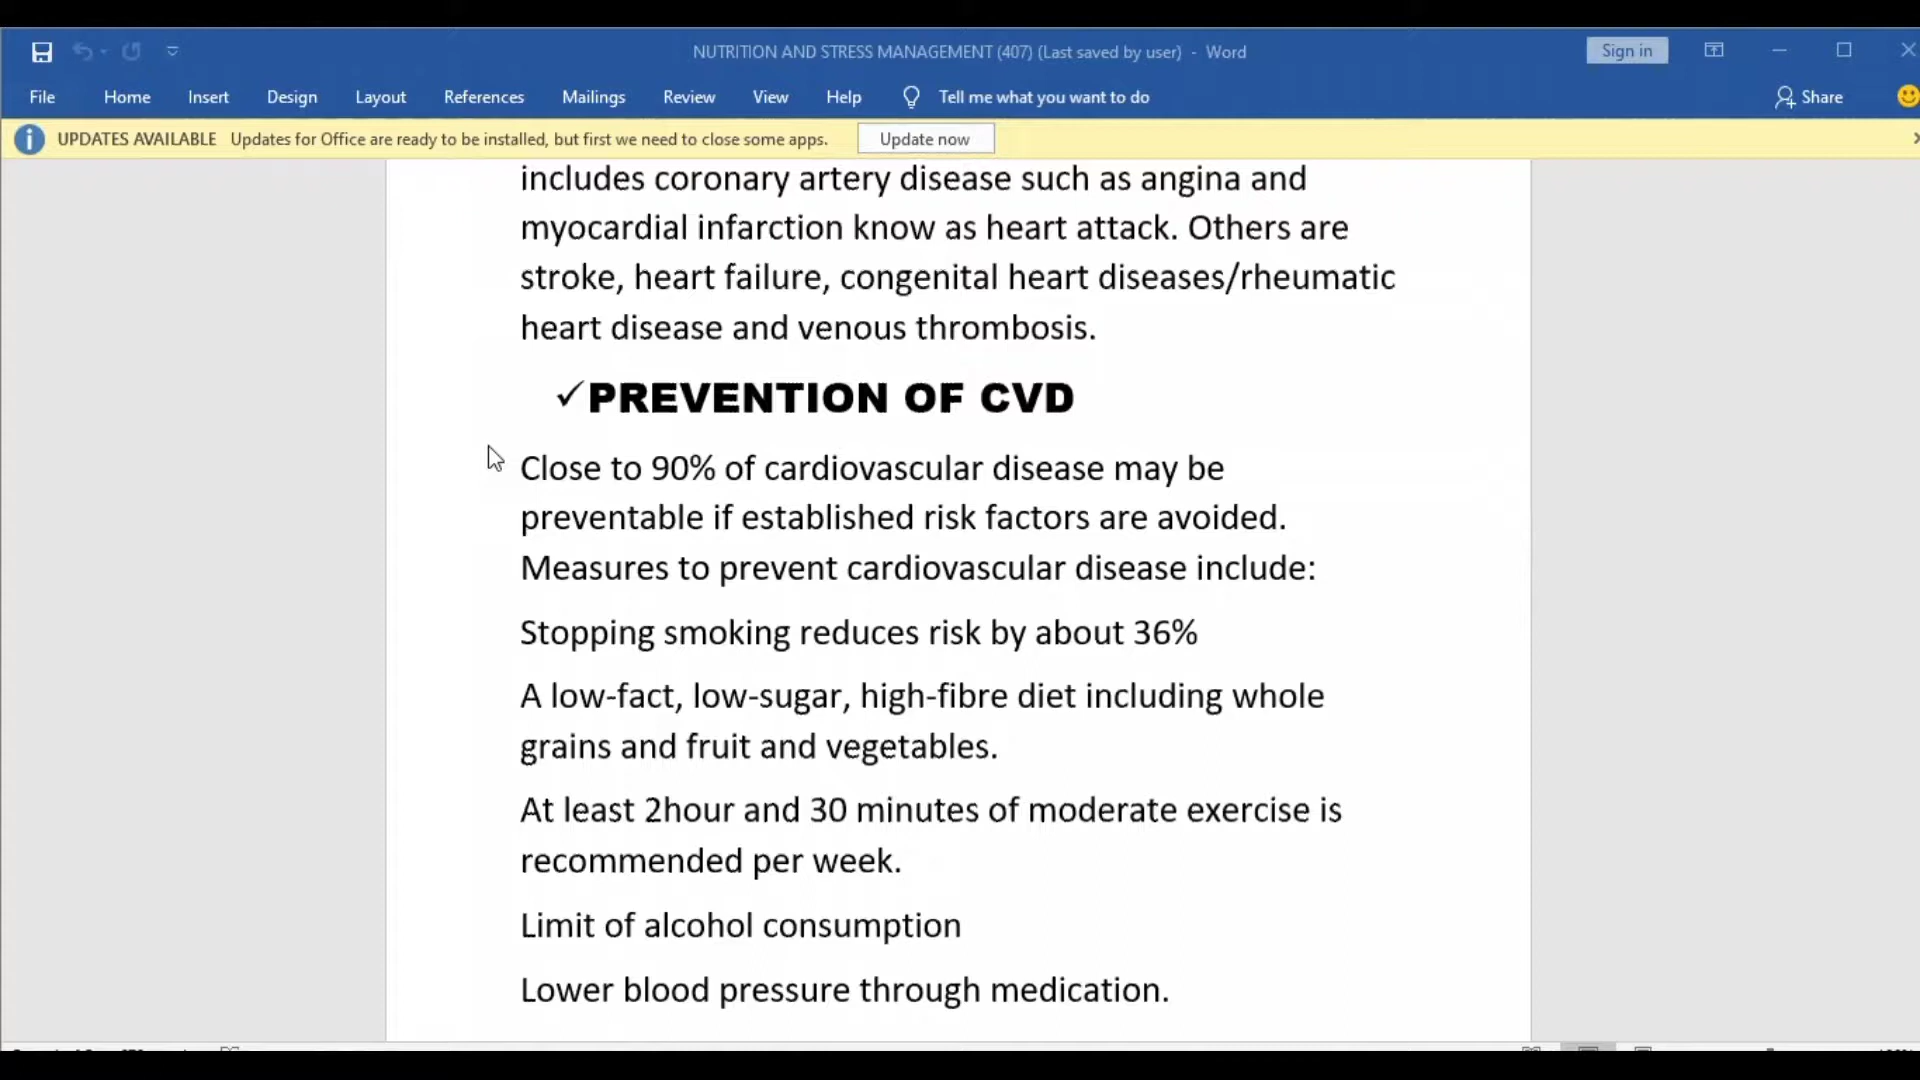 NUTRITION AND STRESS MANAGEMENT (407) (Last saved by user) - Word
Sign in
File Home Insert Design Layout References Mailings Review View Help Tell me what you want to do Share
UPDATES AVAILABLE Updates for Office are ready to be installed, but first we need to close some apps. Update now
includes coronary artery disease such as angina and
myocardial infarction know as heart attack. Others are
stroke, heart failure, congenital heart diseases/rheumatic
heart disease and venous thrombosis.
✓PREVENTION OF CVD
Close to 90% of cardiovascular disease may be
preventable if established risk factors are avoided.
Measures to prevent cardiovascular disease include:
Stopping smoking reduces risk by about 36%
A low-fact, low-sugar, high-fibre diet including whole
grains and fruit and vegetables.
At least 2hour and 30 minutes of moderate exercise is
recommended per week.
Limit of alcohol consumption
Lower blood pressure through medication.